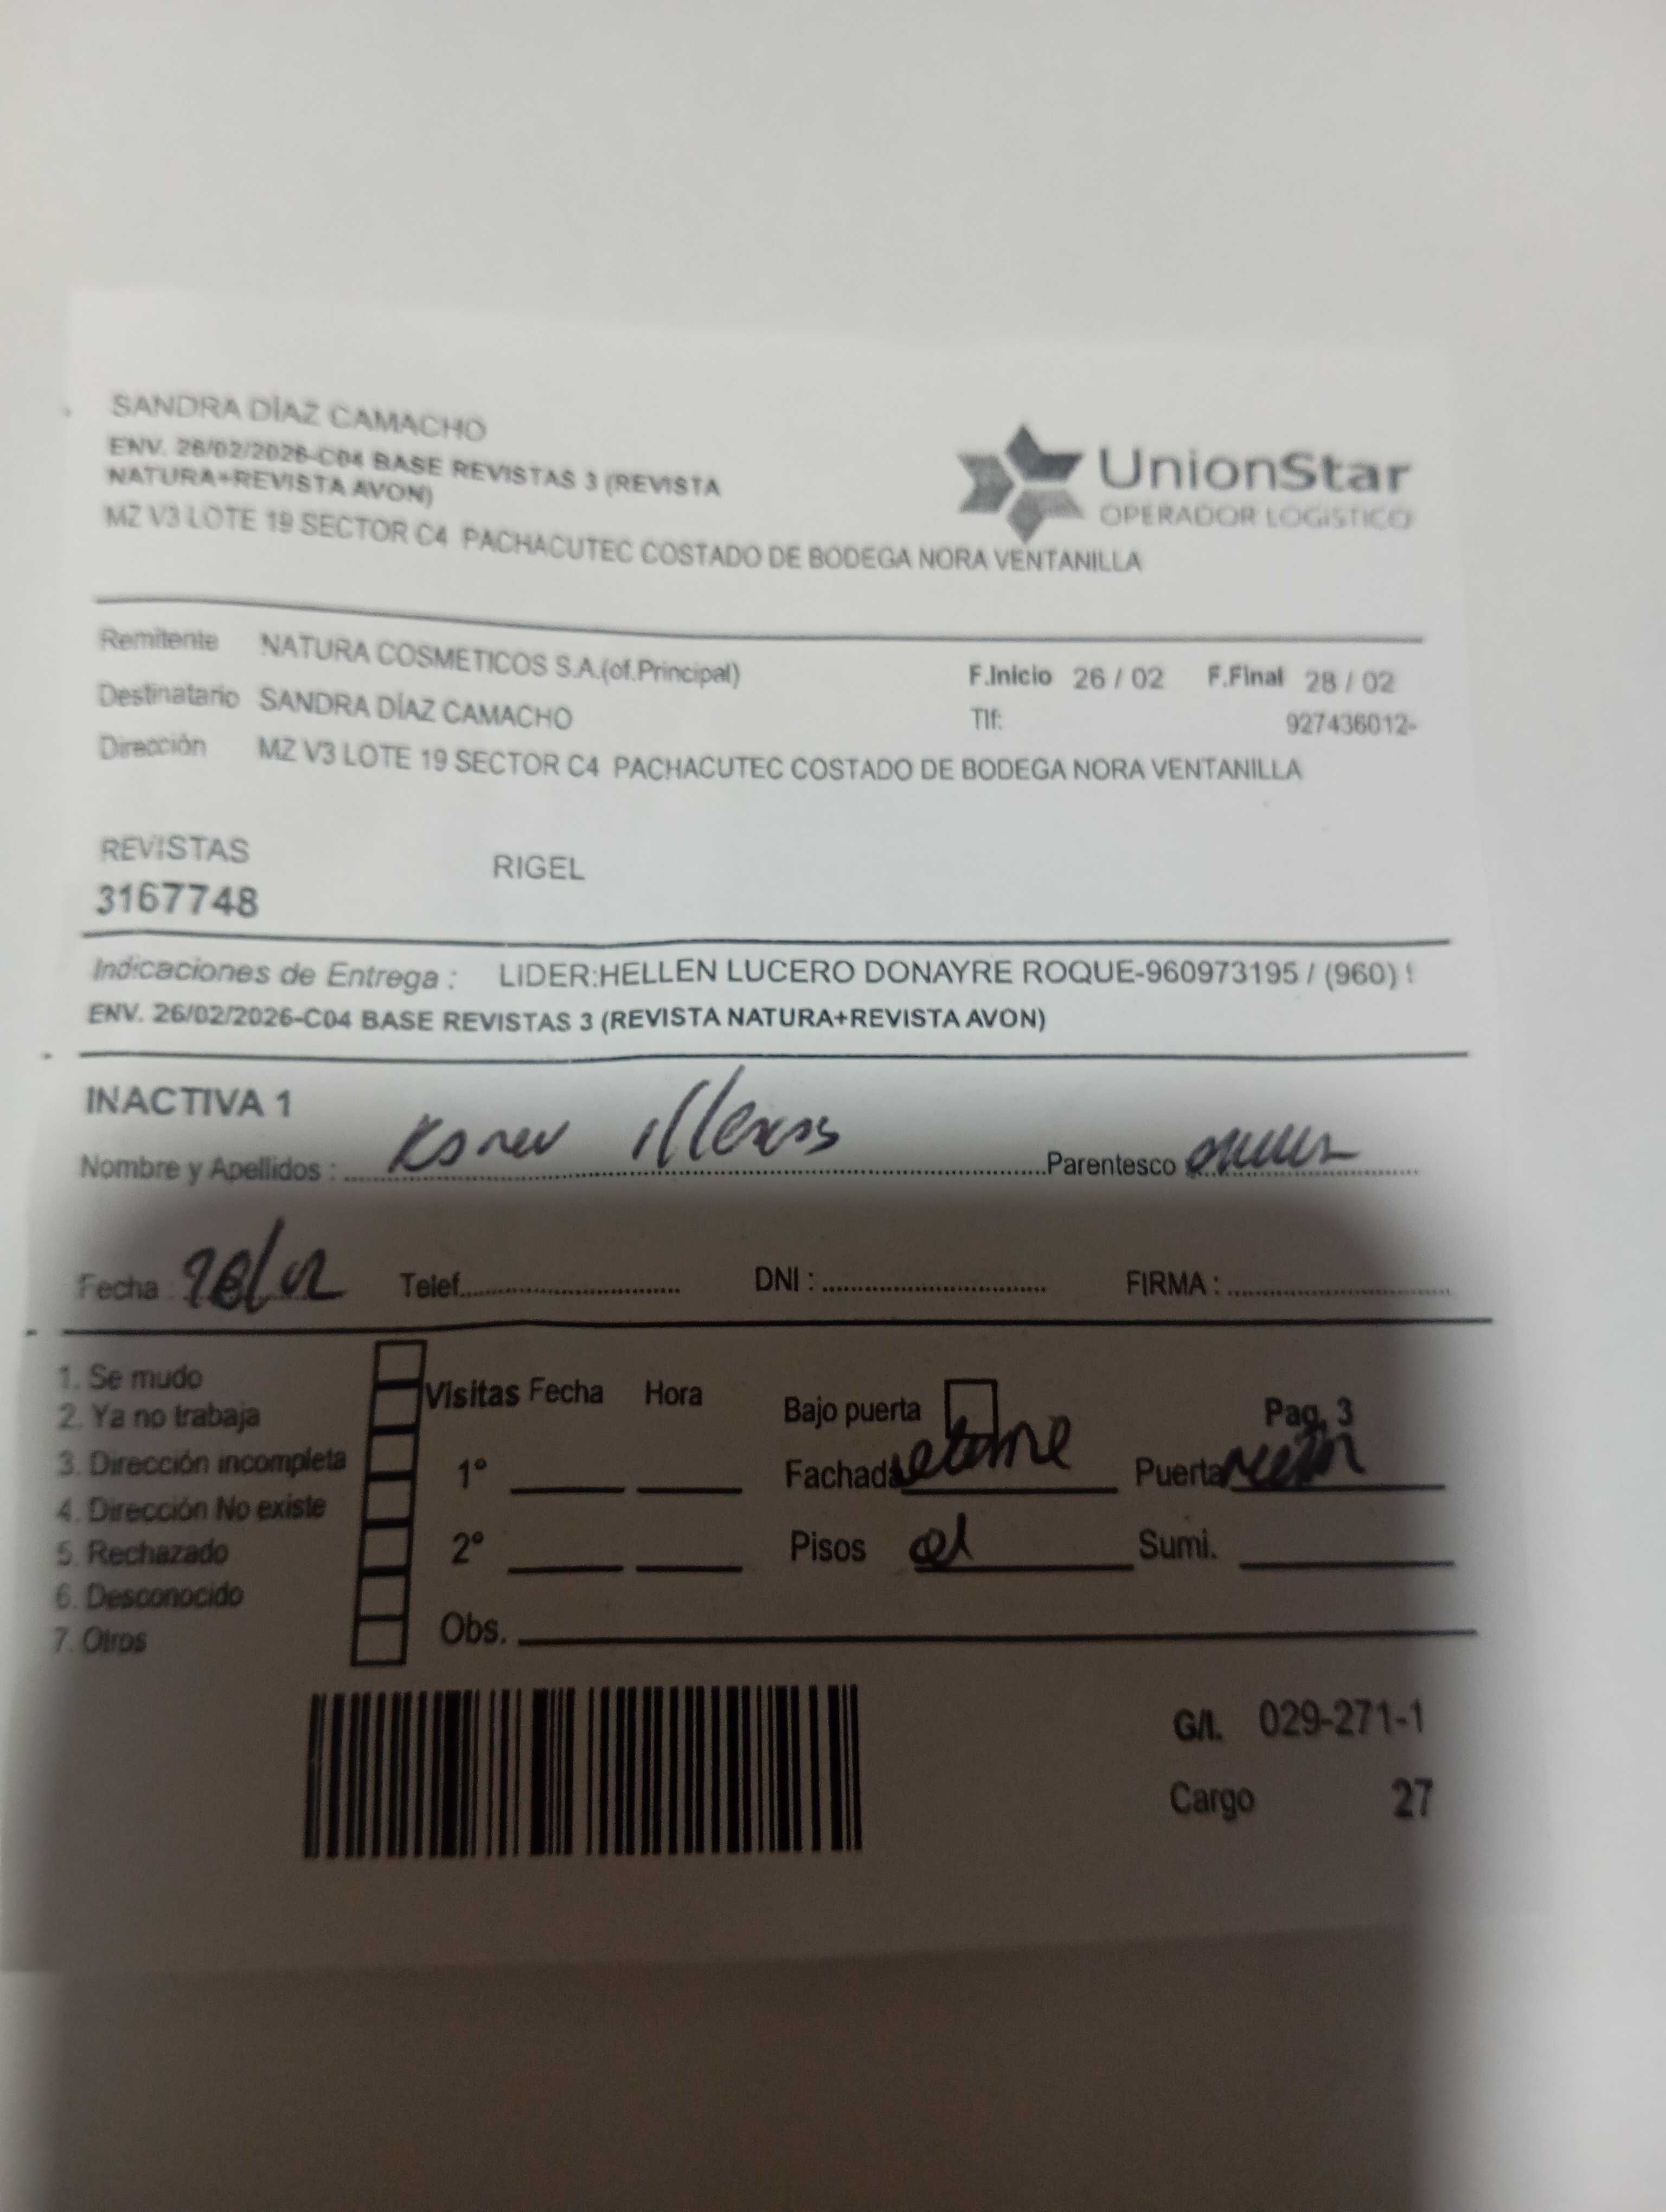 SANDRA DÍAZ CAMACHO
ENV. 26/02/2026-C04 BASE REVISTAS 3 (REVISTA
NATURA+REVISTA AVON)
MZ V3 LOTE 19 SECTOR C4 PACHACUTEC COSTADO DE BODEGA NORA VENTANILLA
UnionStar
OPERADOR LOGISTICO
Remitente NATURA COSMETICOS S.A.(of.Principal)
F.Inicio 26 / 02 F.Final 28 / 02
Destinatario SANDRA DÍAZ CAMACHO
Tlf: 927436012-
Dirección MZ V3 LOTE 19 SECTOR C4 PACHACUTEC COSTADO DE BODEGA NORA VENTANILLA
REVISTAS RIGEL
3167748
Indicaciones de Entrega : LIDER:HELLEN LUCERO DONAYRE ROQUE-960973195 / (960)
ENV. 26/02/2026-C04 BASE REVISTAS 3 (REVISTA NATURA+REVISTA AVON)
INACTIVA 1
Nombre y Apellidos : Parentesco
Fecha Telef. DNI : FIRMA :
1. Se mudo
2. Ya no trabaja
3. Dirección incompleta
4. Dirección No existe
5. Rechazado
6. Desconocido
7. Otros
Visitas Fecha Hora
1°
2°
Obs.
Bajo puerta Pag. 3
Fachada Puerta
Pisos Sumi.
G/I. 029-271-1
Cargo 27